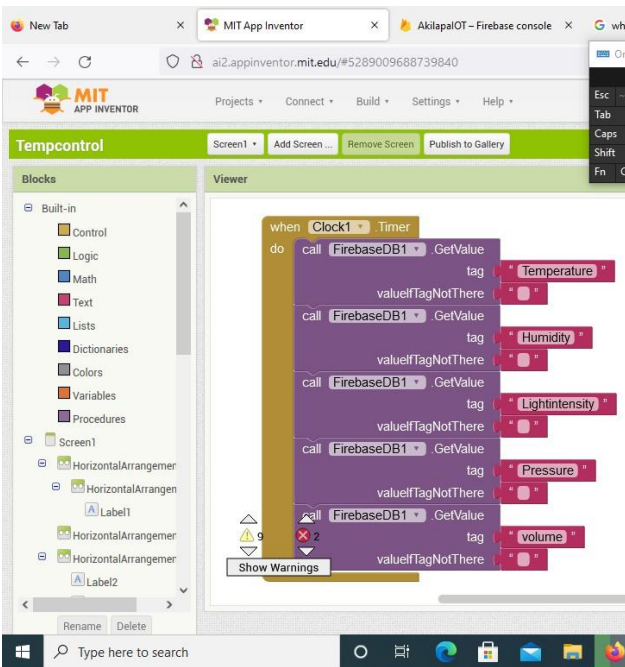 New Tab × MIT App Inventor × AkilapalOT – Firebase console × wh
ai2.appinventor.mit.edu/#5289009688739840
MIT
APP INVENTOR
Projects Connect Build Settings Help
Esc
Tab
Caps
Shift
Fn
Tempcontrol Screen1 Add Screen ... Remove Screen Publish to Gallery
Blocks Viewer
Built-in
Control
Logic
Math
Text
Lists
Dictionaries
Colors
Variables
Procedures
Screen1
HorizontalArrangemer
HorizontalArrangen
Label1
HorizontalArrangemer
HorizontalArrangemer
Label2
Rename Delete
when Clock1 .Timer
do call FirebaseDB1 .GetValue
tag " Temperature "
valueIfTagNotThere " "
call FirebaseDB1 .GetValue
tag " Humidity "
valueIfTagNotThere " "
call FirebaseDB1 .GetValue
tag " Lightintensity "
valueIfTagNotThere " "
call FirebaseDB1 .GetValue
tag " Pressure "
valueIfTagNotThere " "
call FirebaseDB1 .GetValue
tag " volume "
valueIfTagNotThere " "
9 2
Show Warnings
Type here to search